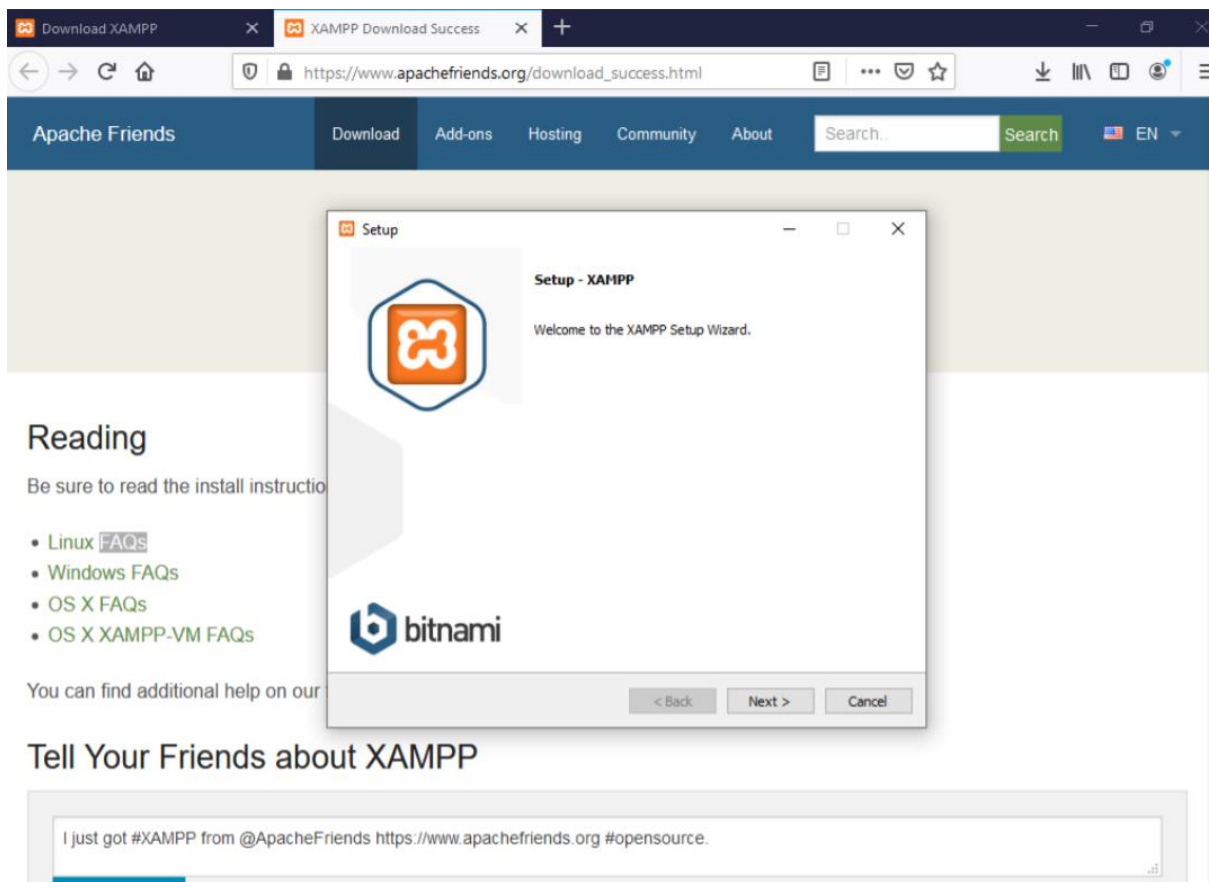 Download XAMPP
XAMPP Download Success
https://www.apachefriends.org/download_success.html
Apache Friends
Download
Add-ons
Hosting
Community
About
Search..
Search
EN
Setup
Setup - XAMPP
Welcome to the XAMPP Setup Wizard.
bitnami
< Back
Next >
Cancel
Reading
Be sure to read the install instructio
• Linux FAQs
• Windows FAQs
• OS X FAQs
• OS X XAMPP-VM FAQs
You can find additional help on our
Tell Your Friends about XAMPP
I just got #XAMPP from @ApacheFriends https://www.apachefriends.org #opensource.